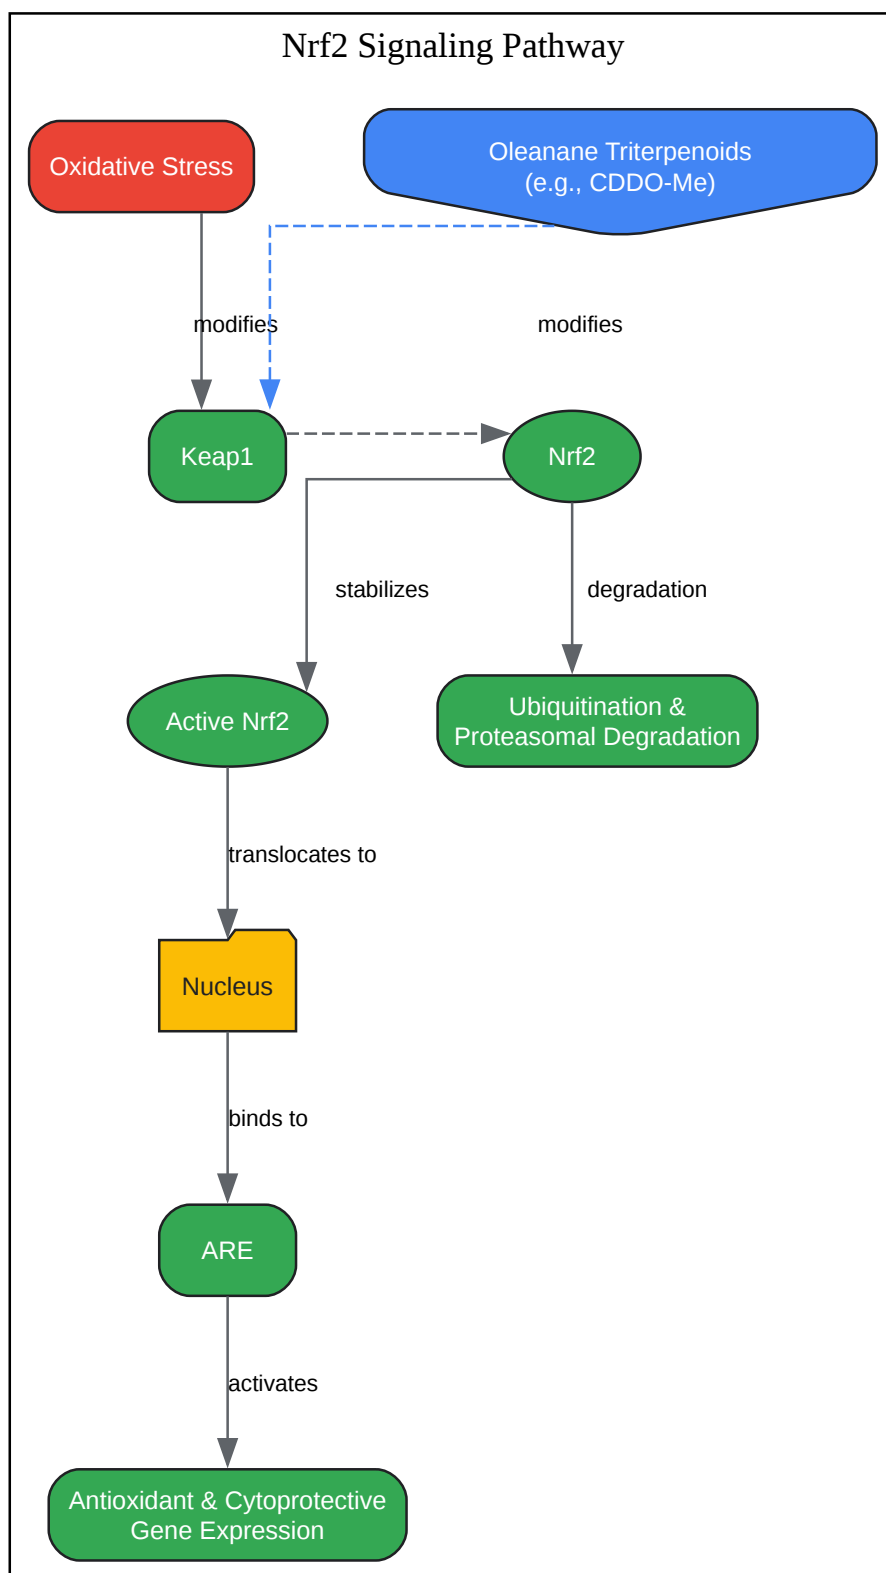 Nrf2 Signaling Pathway
Oxidative Stress
Oleanane Triterpenoids
(e.g., CDDO-Me)
modifies
modifies
Keap1
Nrf2
stabilizes
degradation
Active Nrf2
Ubiquitination &
Proteasomal Degradation
translocates to
Nucleus
binds to
ARE
activates
Antioxidant & Cytoprotective
Gene Expression